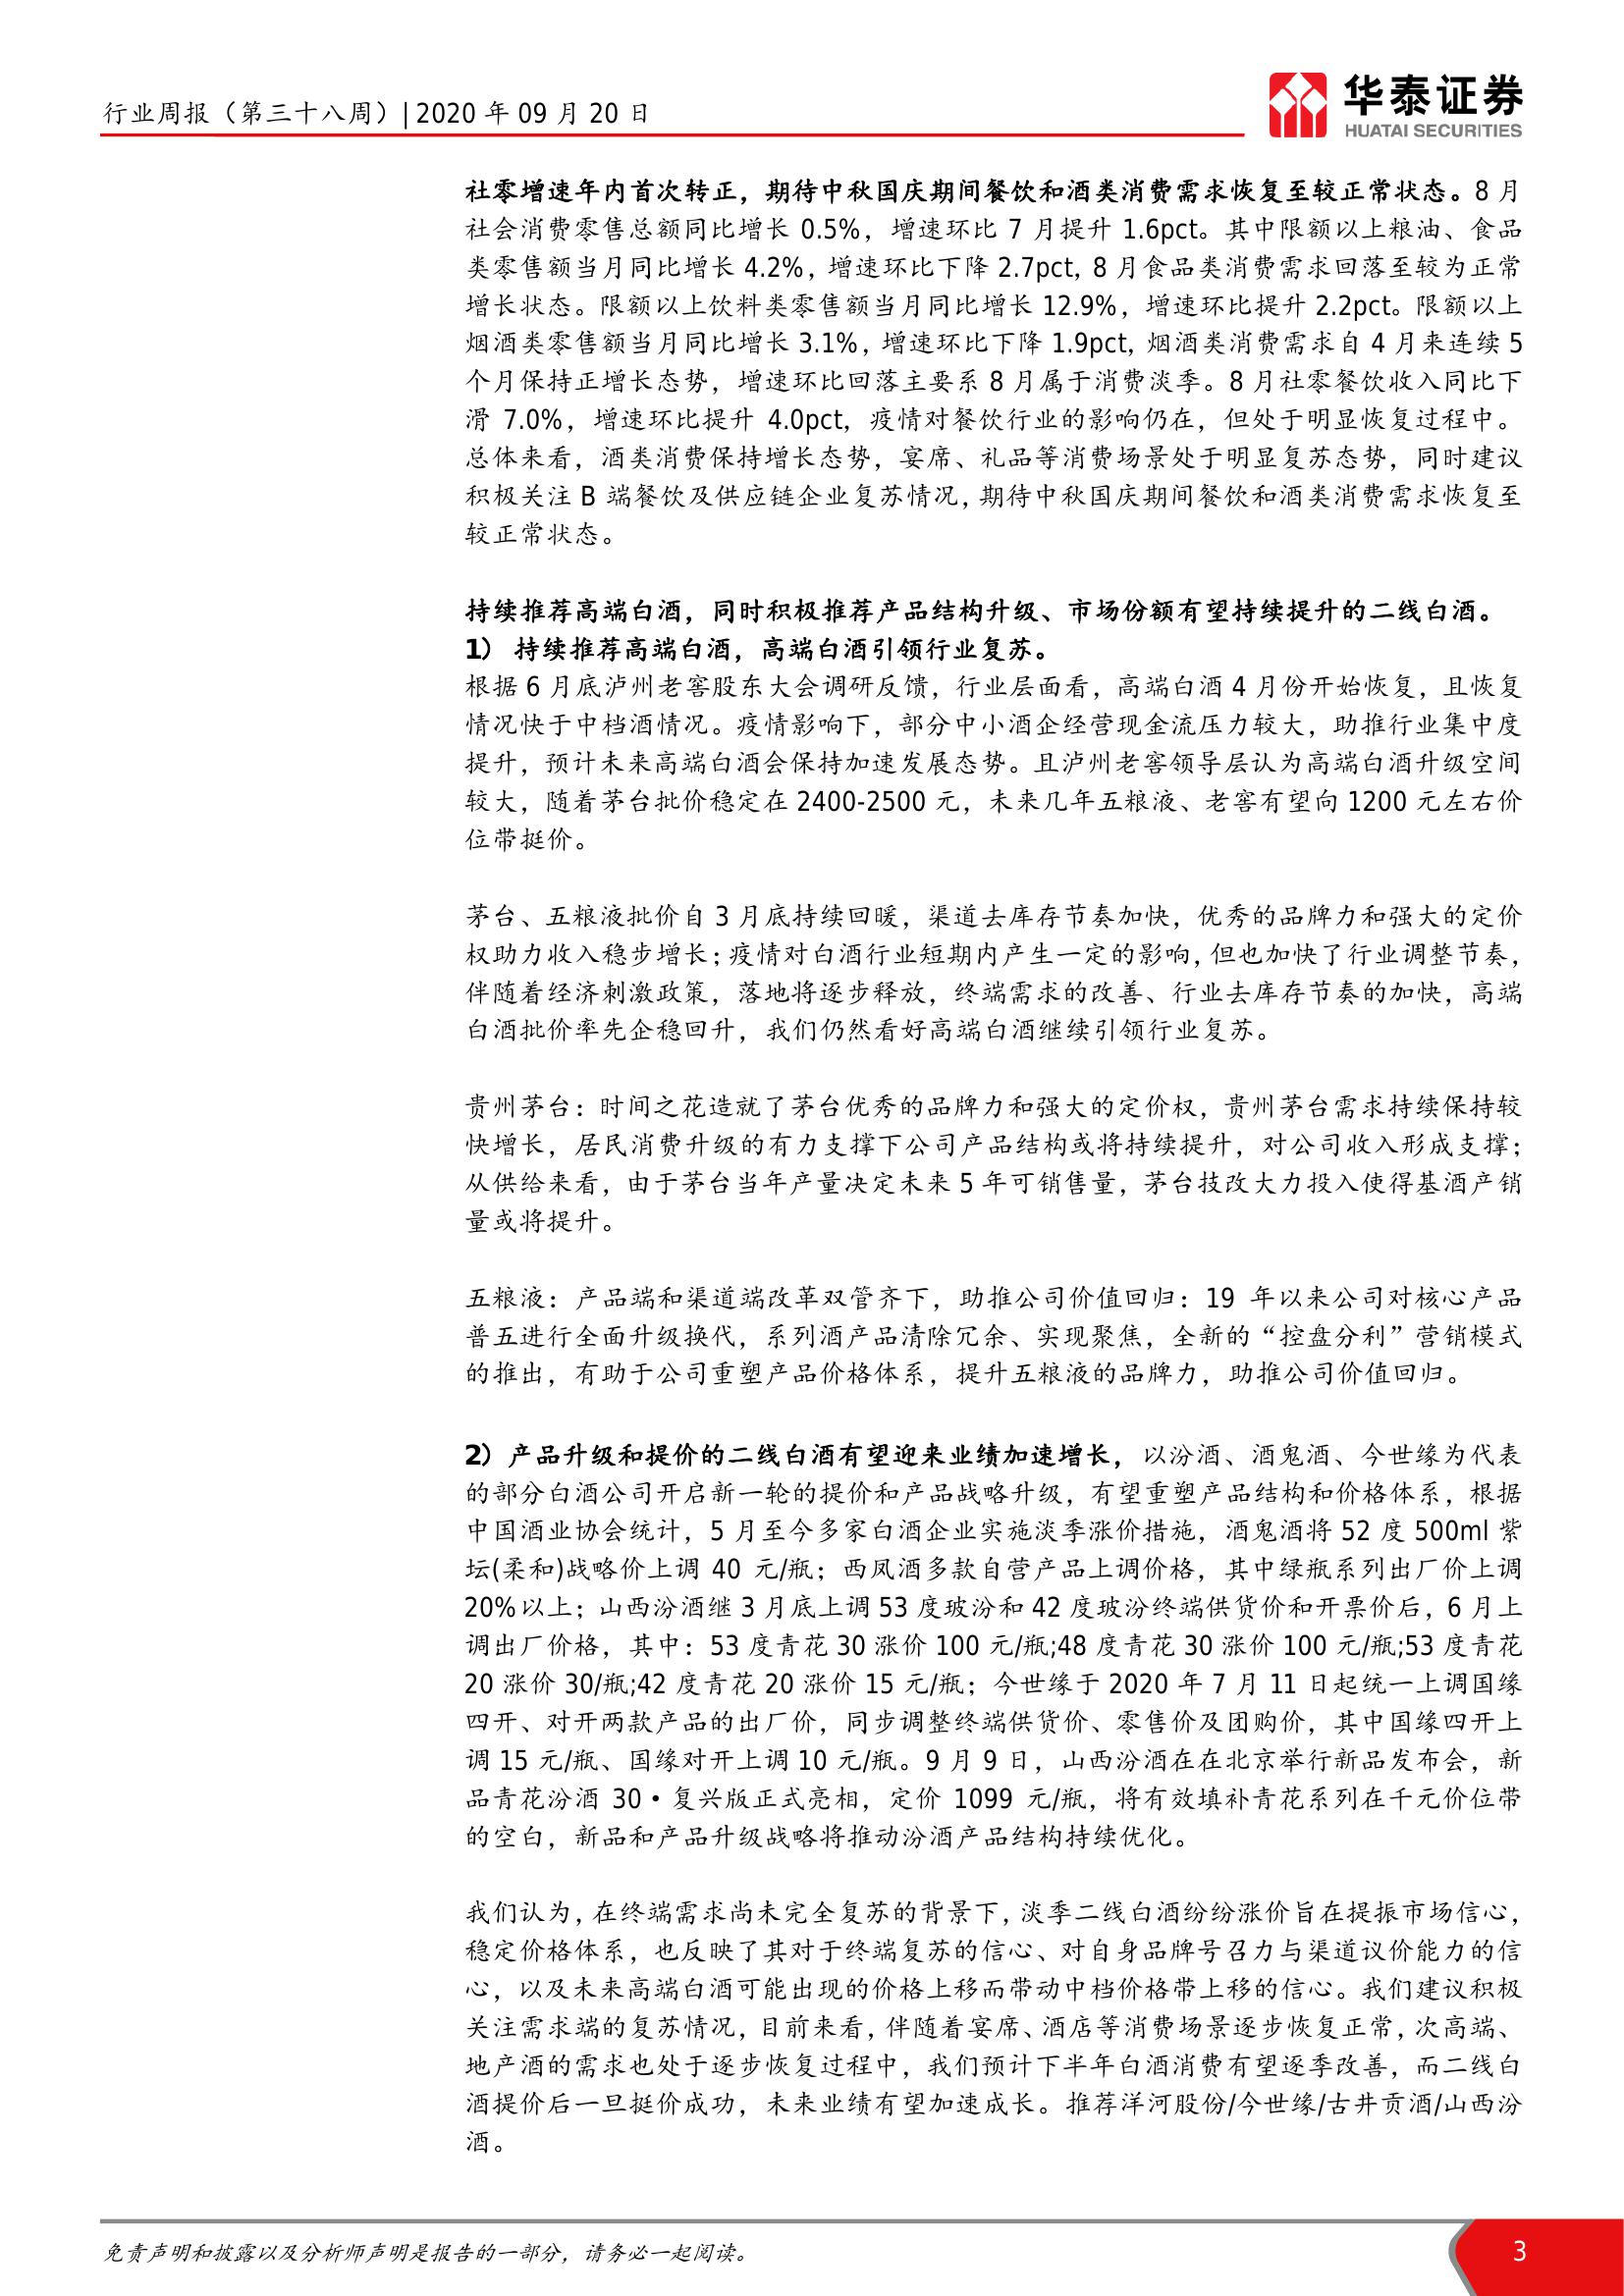 行业周报（第三十八周）| 2020 年 09 月 20 日
华泰证券
HUATAI SECURITIES
社零增速年内首次转正，期待中秋国庆期间餐饮和酒类消费需求恢复至较正常状态。8 月
社会消费零售总额同比增长 0.5%，增速环比 7 月提升 1.6pct。其中限额以上粮油、食品
类零售额当月同比增长 4.2%，增速环比下降 2.7pct，8 月食品类消费需求回落至较为正常
增长状态。限额以上饮料类零售额当月同比增长 12.9%，增速环比提升 2.2pct。限额以上
烟酒类零售额当月同比增长 3.1%，增速环比下降 1.9pct，烟酒类消费需求自 4 月来连续 5
个月保持正增长态势，增速环比回落主要系 8 月属于消费淡季。8 月社零餐饮收入同比下
滑 7.0%，增速环比提升 4.0pct，疫情对餐饮行业的影响仍在，但处于明显恢复过程中。
总体来看，酒类消费保持增长态势，宴席、礼品等消费场景处于明显复苏态势，同时建议
积极关注 B 端餐饮及供应链企业复苏情况，期待中秋国庆期间餐饮和酒类消费需求恢复至
较正常状态。
持续推荐高端白酒，同时积极推荐产品结构升级、市场份额有望持续提升的二线白酒。
1） 持续推荐高端白酒，高端白酒引领行业复苏。
根据 6 月底泸州老窖股东大会调研反馈，行业层面看，高端白酒 4 月份开始恢复，且恢复
情况快于中档酒情况。疫情影响下，部分中小酒企经营现金流压力较大，助推行业集中度
提升，预计未来高端白酒会保持加速发展态势。且泸州老窖领导层认为高端白酒升级空间
较大，随着茅台批价稳定在 2400-2500 元，未来几年五粮液、老窖有望向 1200 元左右价
位带挺价。
茅台、五粮液批价自 3 月底持续回暖，渠道去库存节奏加快，优秀的品牌力和强大的定价
权助力收入稳步增长；疫情对白酒行业短期内产生一定的影响，但也加快了行业调整节奏，
伴随着经济刺激政策，落地将逐步释放，终端需求的改善、行业去库存节奏的加快，高端
白酒批价率先企稳回升，我们仍然看好高端白酒继续引领行业复苏。
贵州茅台：时间之花造就了茅台优秀的品牌力和强大的定价权，贵州茅台需求持续保持较
快增长，居民消费升级的有力支撑下公司产品结构或将持续提升，对公司收入形成支撑；
从供给来看，由于茅台当年产量决定未来 5 年可销售量，茅台技改大力投入使得基酒产销
量或将提升。
五粮液：产品端和渠道端改革双管齐下，助推公司价值回归：19 年以来公司对核心产品
普五进行全面升级换代，系列酒产品清除冗余、实现聚焦，全新的“控盘分利”营销模式
的推出，有助于公司重塑产品价格体系，提升五粮液的品牌力，助推公司价值回归。
2）产品升级和提价的二线白酒有望迎来业绩加速增长，以汾酒、酒鬼酒、今世缘为代表
的部分白酒公司开启新一轮的提价和产品战略升级，有望重塑产品结构和价格体系，根据
中国酒业协会统计，5 月至今多家白酒企业实施淡季涨价措施，酒鬼酒将 52 度 500ml 紫
坛(柔和)战略价上调 40 元/瓶；西凤酒多款自营产品上调价格，其中绿瓶系列出厂价上调
20%以上；山西汾酒继 3 月底上调 53 度玻汾和 42 度玻汾终端供货价和开票价后，6 月上
调出厂价格，其中：53 度青花 30 涨价 100 元/瓶;48 度青花 30 涨价 100 元/瓶;53 度青花
20 涨价 30/瓶;42 度青花 20 涨价 15 元/瓶；今世缘于 2020 年 7 月 11 日起统一上调国缘
四开、对开两款产品的出厂价，同步调整终端供货价、零售价及团购价，其中国缘四开上
调 15 元/瓶、国缘对开上调 10 元/瓶。9 月 9 日，山西汾酒在在北京举行新品发布会，新
品青花汾酒 30•复兴版正式亮相，定价 1099 元/瓶，将有效填补青花系列在千元价位带
的空白，新品和产品升级战略将推动汾酒产品结构持续优化。
我们认为，在终端需求尚未完全复苏的背景下，淡季二线白酒纷纷涨价旨在提振市场信心，
稳定价格体系，也反映了其对于终端复苏的信心、对自身品牌号召力与渠道议价能力的信
心，以及未来高端白酒可能出现的价格上移而带动中档价格带上移的信心。我们建议积极
关注需求端的复苏情况，目前来看，伴随着宴席、酒店等消费场景逐步恢复正常，次高端、
地产酒的需求也处于逐步恢复过程中，我们预计下半年白酒消费有望逐季改善，而二线白
酒提价后一旦挺价成功，未来业绩有望加速成长。推荐洋河股份/今世缘/古井贡酒/山西汾
酒。
免责声明和披露以及分析师声明是报告的一部分，请务必一起阅读。
3